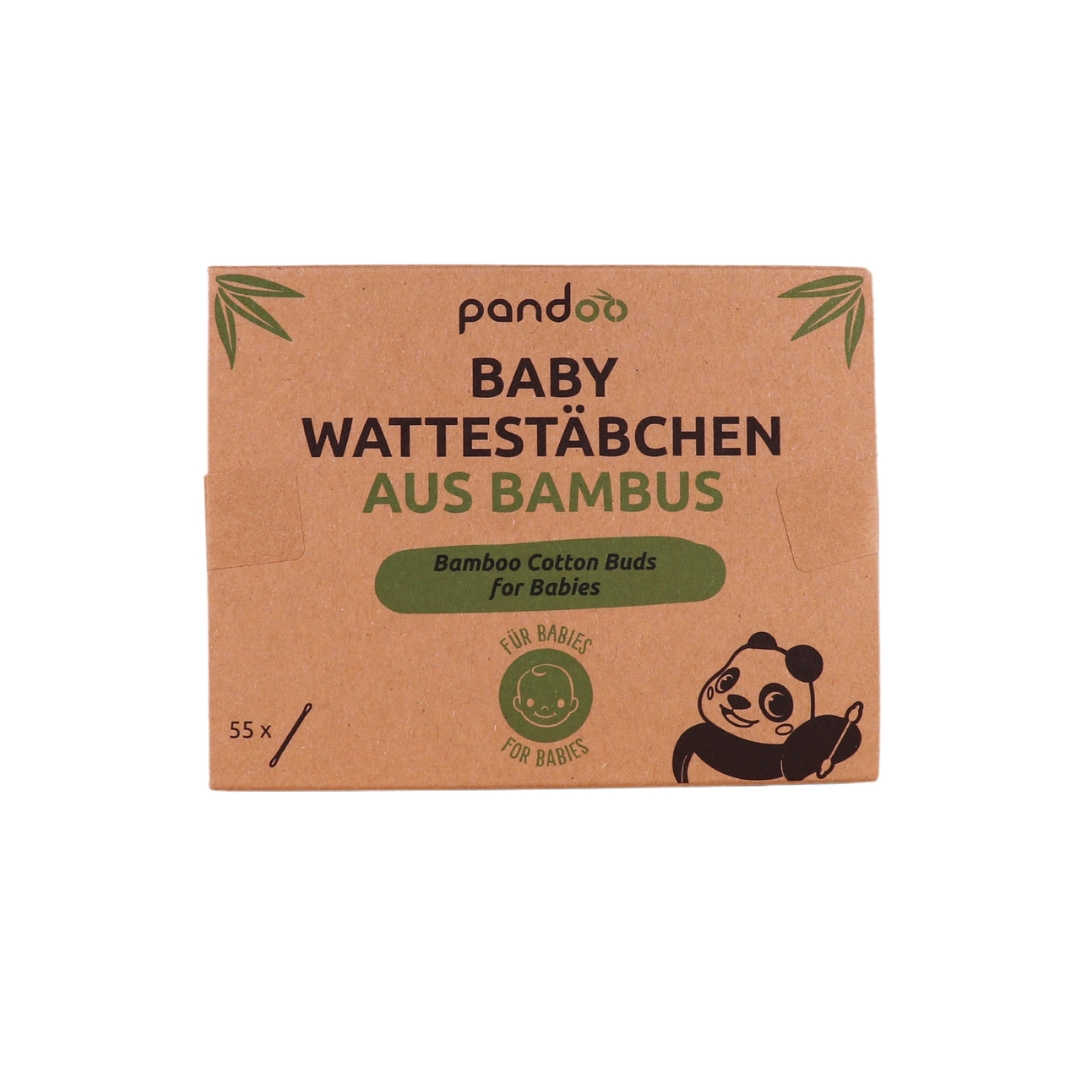 pandoo
BABY
WATTESTÄBCHEN
AUS BAMBUS
Bamboo Cotton Buds
for Babies
FÜR BABIES
FOR BABIES
55 x